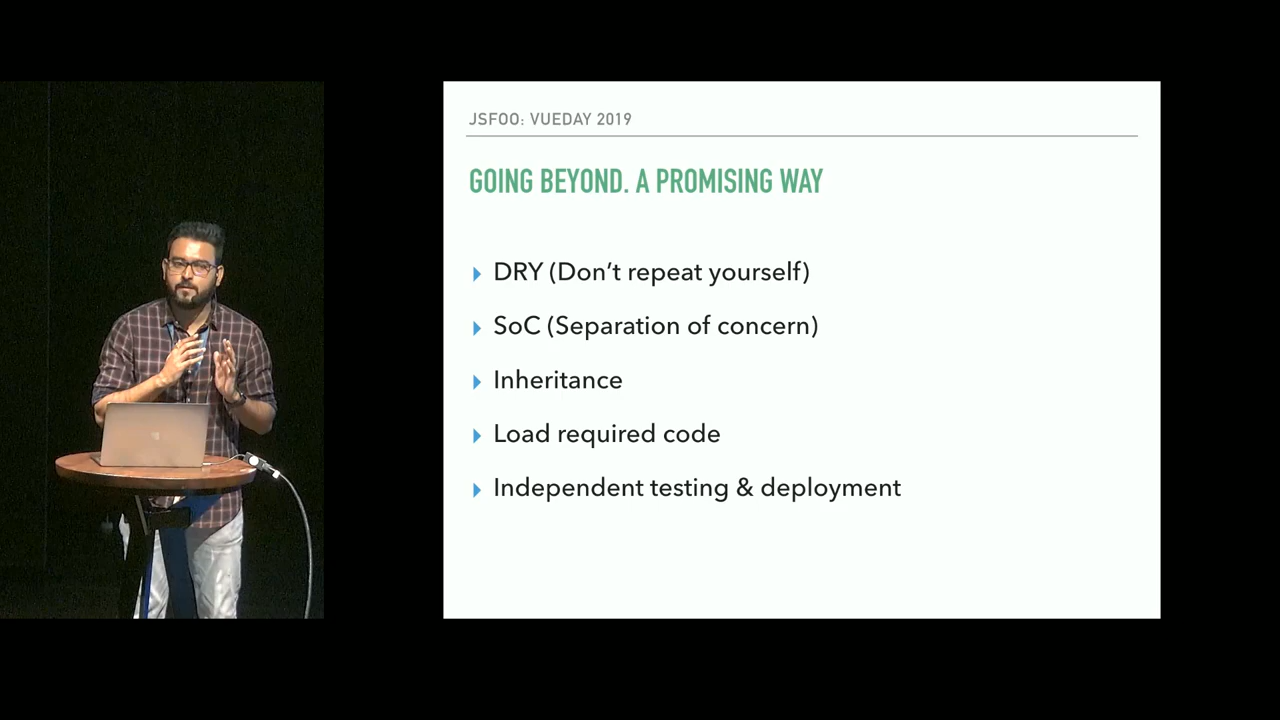 JSFOO: VUEDAY 2019
GOING BEYOND. A PROMISING WAY
DRY (Don’t repeat yourself)
SoC (Separation of concern)
Inheritance
Load required code
Independent testing & deployment